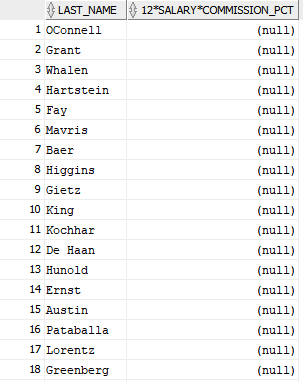 LAST_NAME 12*SALARY*COMMISSION_PCT
1 OConnell (null)
2 Grant (null)
3 Whalen (null)
4 Hartstein (null)
5 Fay (null)
6 Mavris (null)
7 Baer (null)
8 Higgins (null)
9 Gietz (null)
10 King (null)
11 Kochhar (null)
12 De Haan (null)
13 Hunold (null)
14 Ernst (null)
15 Austin (null)
16 Pataballa (null)
17 Lorentz (null)
18 Greenberg (null)